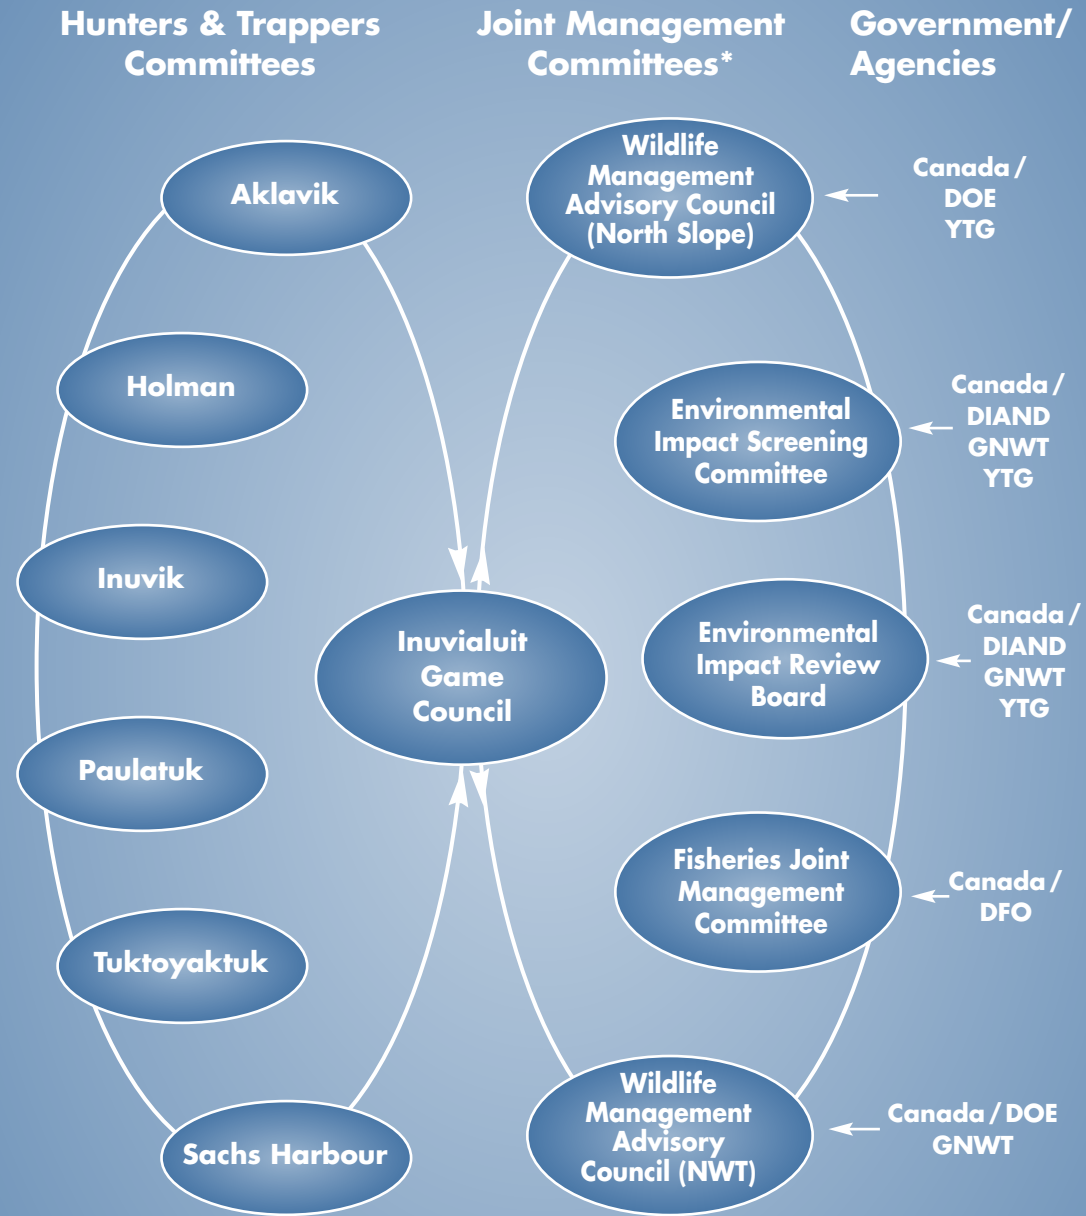 Hunters & Trappers
Committees
Joint Management
Committees*
Government/
Agencies
Aklavik
Holman
Inuvik
Paulatuk
Tuktoyaktuk
Sachs Harbour
Inuvialuit
Game
Council
Wildlife
Management
Advisory Council
(North Slope)
Canada /
DOE
YTG
Environmental
Impact Screening
Committee
Canada /
DIAND
GNWT
YTG
Environmental
Impact Review
Board
Canada /
DIAND
GNWT
YTG
Fisheries Joint
Management
Committee
Canada /
DFO
Wildlife
Management
Advisory
Council (NWT)
Canada / DOE
GNWT